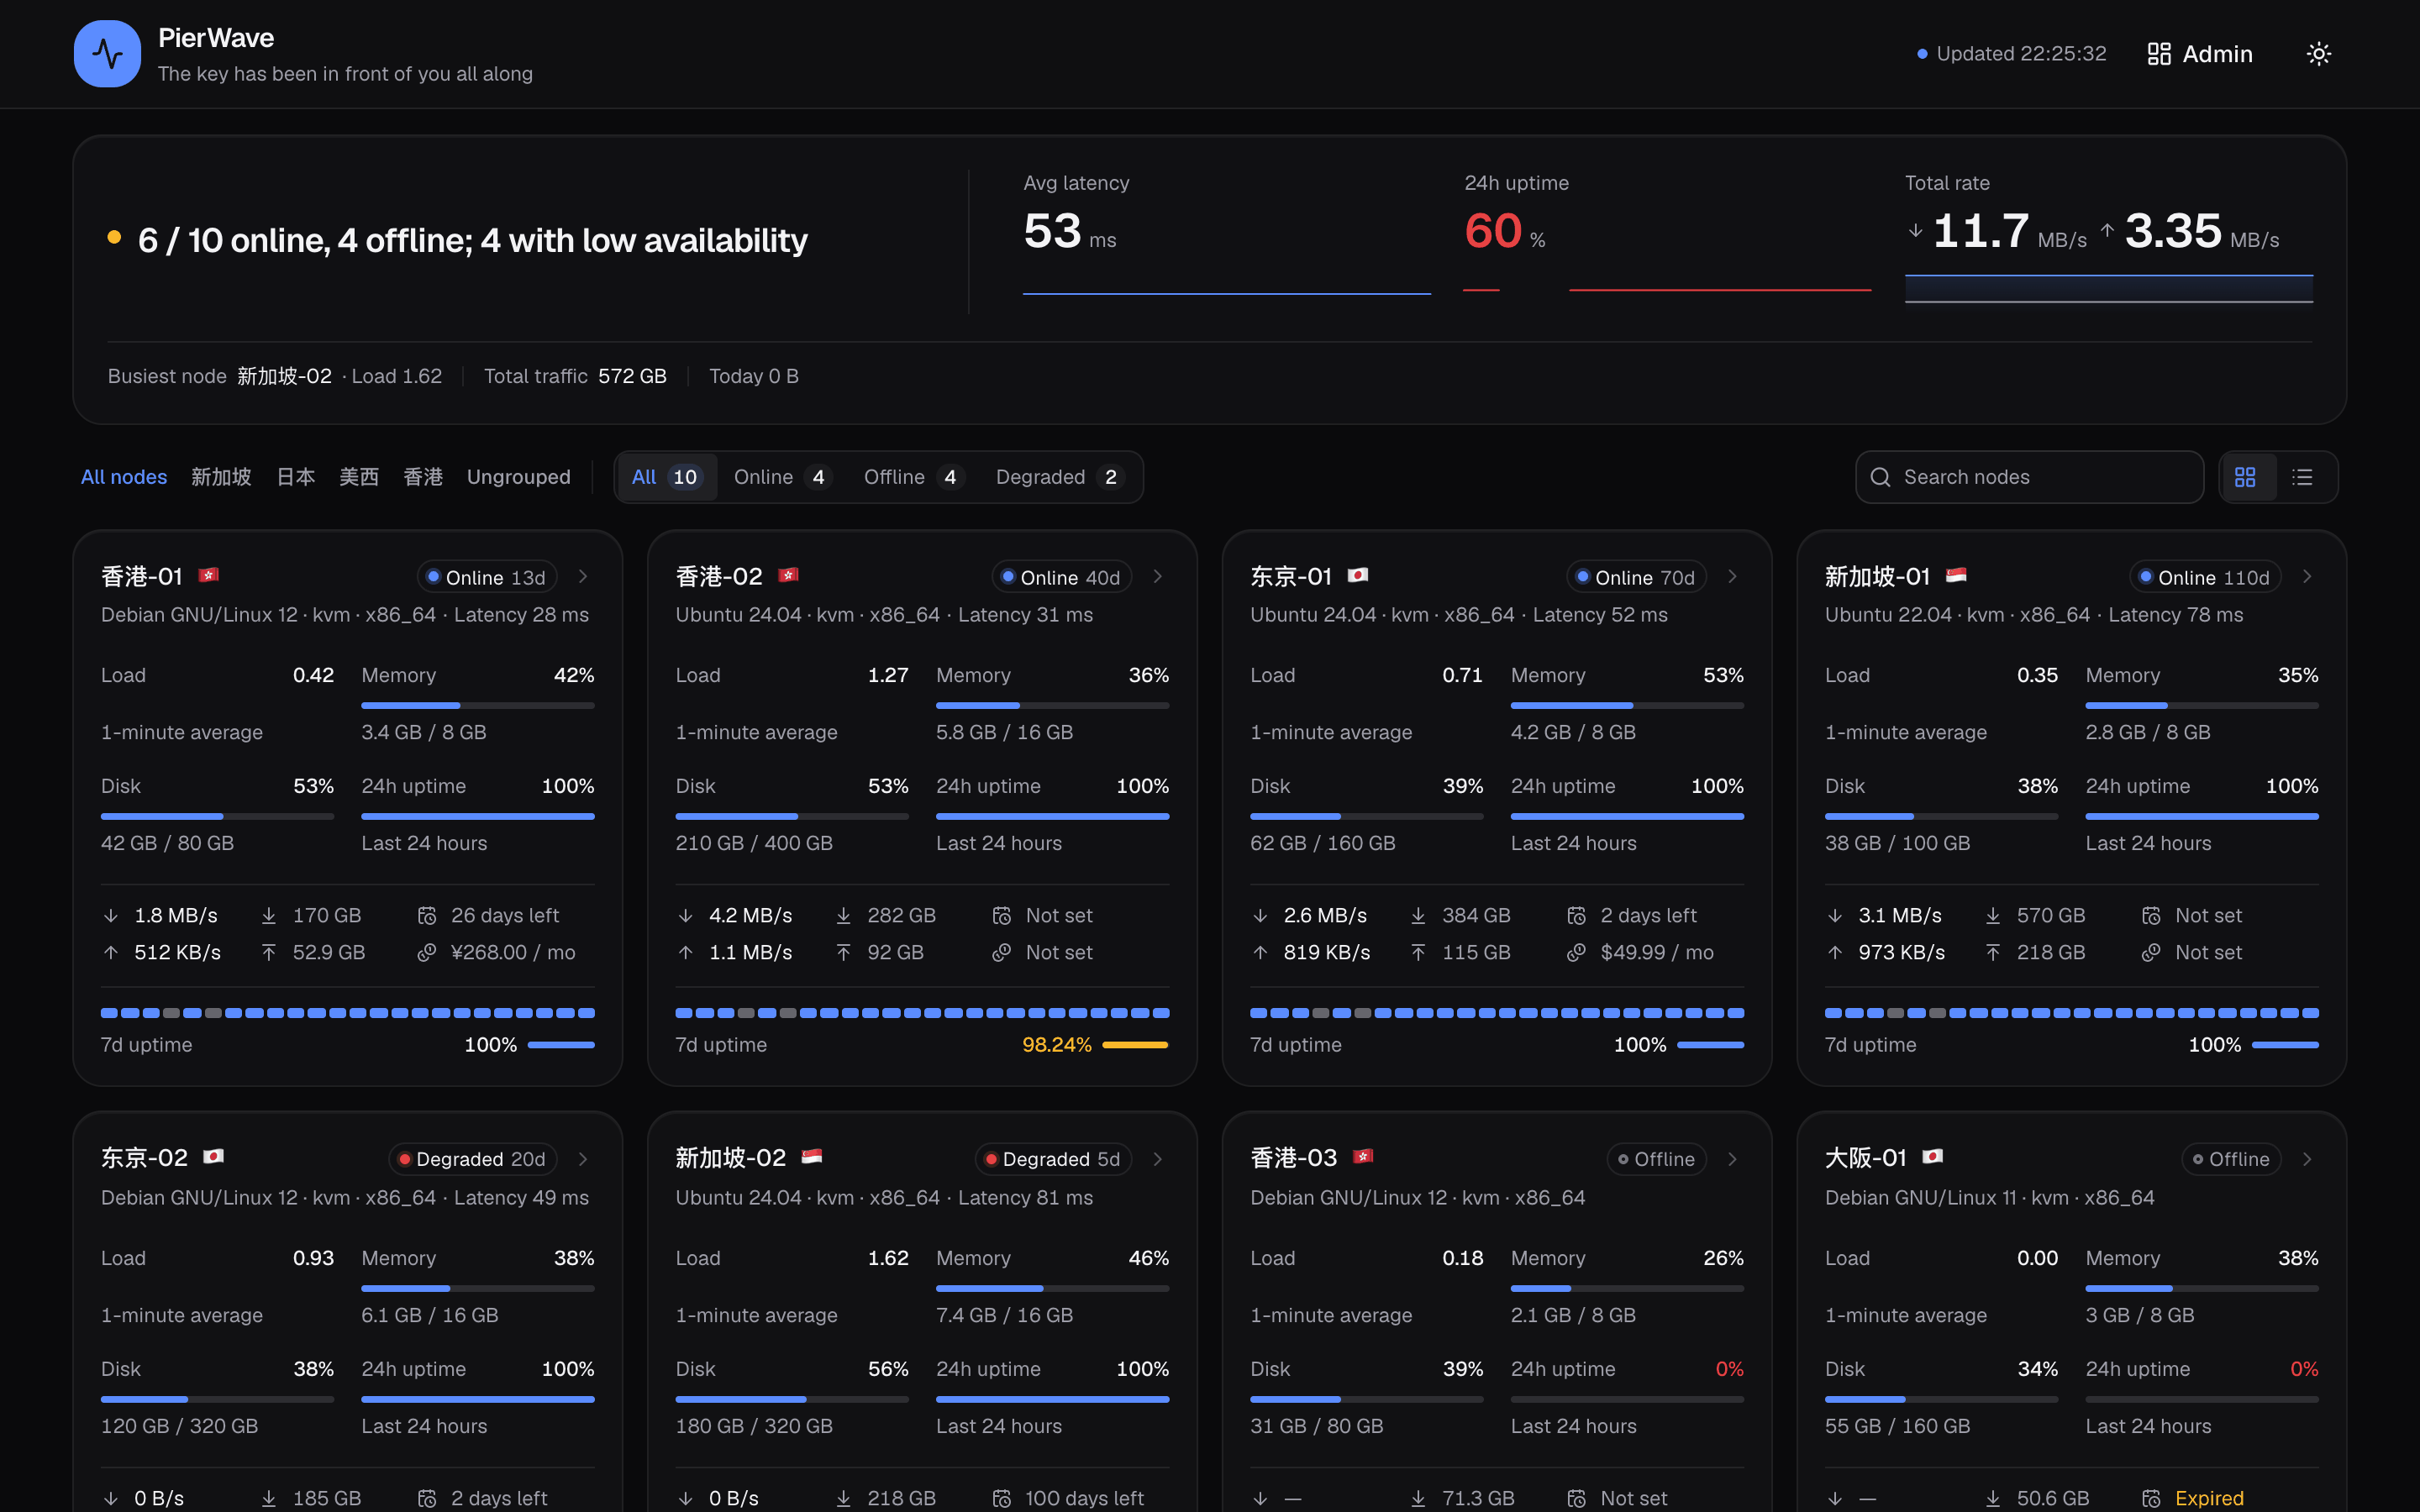 PierWave
The key has been in front of you all along
Updated 22:25:32
Admin
6 / 10 online, 4 offline; 4 with low availability
Avg latency
53 ms
24h uptime
60 %
Total rate
11.7 MB/s 3.35 MB/s
Busiest node 新加坡-02 · Load 1.62
Total traffic 572 GB
Today 0 B
All nodes 新加坡 日本 美西 香港 Ungrouped
All 10 Online 4 Offline 4 Degraded 2
Search nodes
香港-01
Online 13d
Debian GNU/Linux 12 · kvm · x86_64 · Latency 28 ms
Load 0.42 Memory 42%
1-minute average 3.4 GB / 8 GB
Disk 53% 24h uptime 100%
42 GB / 80 GB Last 24 hours
1.8 MB/s 170 GB 26 days left
512 KB/s 52.9 GB ¥268.00 / mo
7d uptime 100%
香港-02
Online 40d
Ubuntu 24.04 · kvm · x86_64 · Latency 31 ms
Load 1.27 Memory 36%
1-minute average 5.8 GB / 16 GB
Disk 53% 24h uptime 100%
210 GB / 400 GB Last 24 hours
4.2 MB/s 282 GB Not set
1.1 MB/s 92 GB Not set
7d uptime 98.24%
东京-01
Online 70d
Ubuntu 24.04 · kvm · x86_64 · Latency 52 ms
Load 0.71 Memory 53%
1-minute average 4.2 GB / 8 GB
Disk 39% 24h uptime 100%
62 GB / 160 GB Last 24 hours
2.6 MB/s 384 GB 2 days left
819 KB/s 115 GB $49.99 / mo
7d uptime 100%
新加坡-01
Online 110d
Ubuntu 22.04 · kvm · x86_64 · Latency 78 ms
Load 0.35 Memory 35%
1-minute average 2.8 GB / 8 GB
Disk 38% 24h uptime 100%
38 GB / 100 GB Last 24 hours
3.1 MB/s 570 GB Not set
973 KB/s 218 GB Not set
7d uptime 100%
东京-02
Degraded 20d
Debian GNU/Linux 12 · kvm · x86_64 · Latency 49 ms
Load 0.93 Memory 38%
1-minute average 6.1 GB / 16 GB
Disk 38% 24h uptime 100%
120 GB / 320 GB Last 24 hours
0 B/s 185 GB 2 days left
新加坡-02
Degraded 5d
Ubuntu 24.04 · kvm · x86_64 · Latency 81 ms
Load 1.62 Memory 46%
1-minute average 7.4 GB / 16 GB
Disk 56% 24h uptime 100%
180 GB / 320 GB Last 24 hours
0 B/s 218 GB 100 days left
香港-03
Offline
Debian GNU/Linux 12 · kvm · x86_64
Load 0.18 Memory 26%
1-minute average 2.1 GB / 8 GB
Disk 39% 24h uptime 0%
31 GB / 80 GB Last 24 hours
— 71.3 GB Not set
大阪-01
Offline
Debian GNU/Linux 11 · kvm · x86_64
Load 0.00 Memory 38%
1-minute average 3 GB / 8 GB
Disk 34% 24h uptime 0%
55 GB / 160 GB Last 24 hours
— 50.6 GB Expired